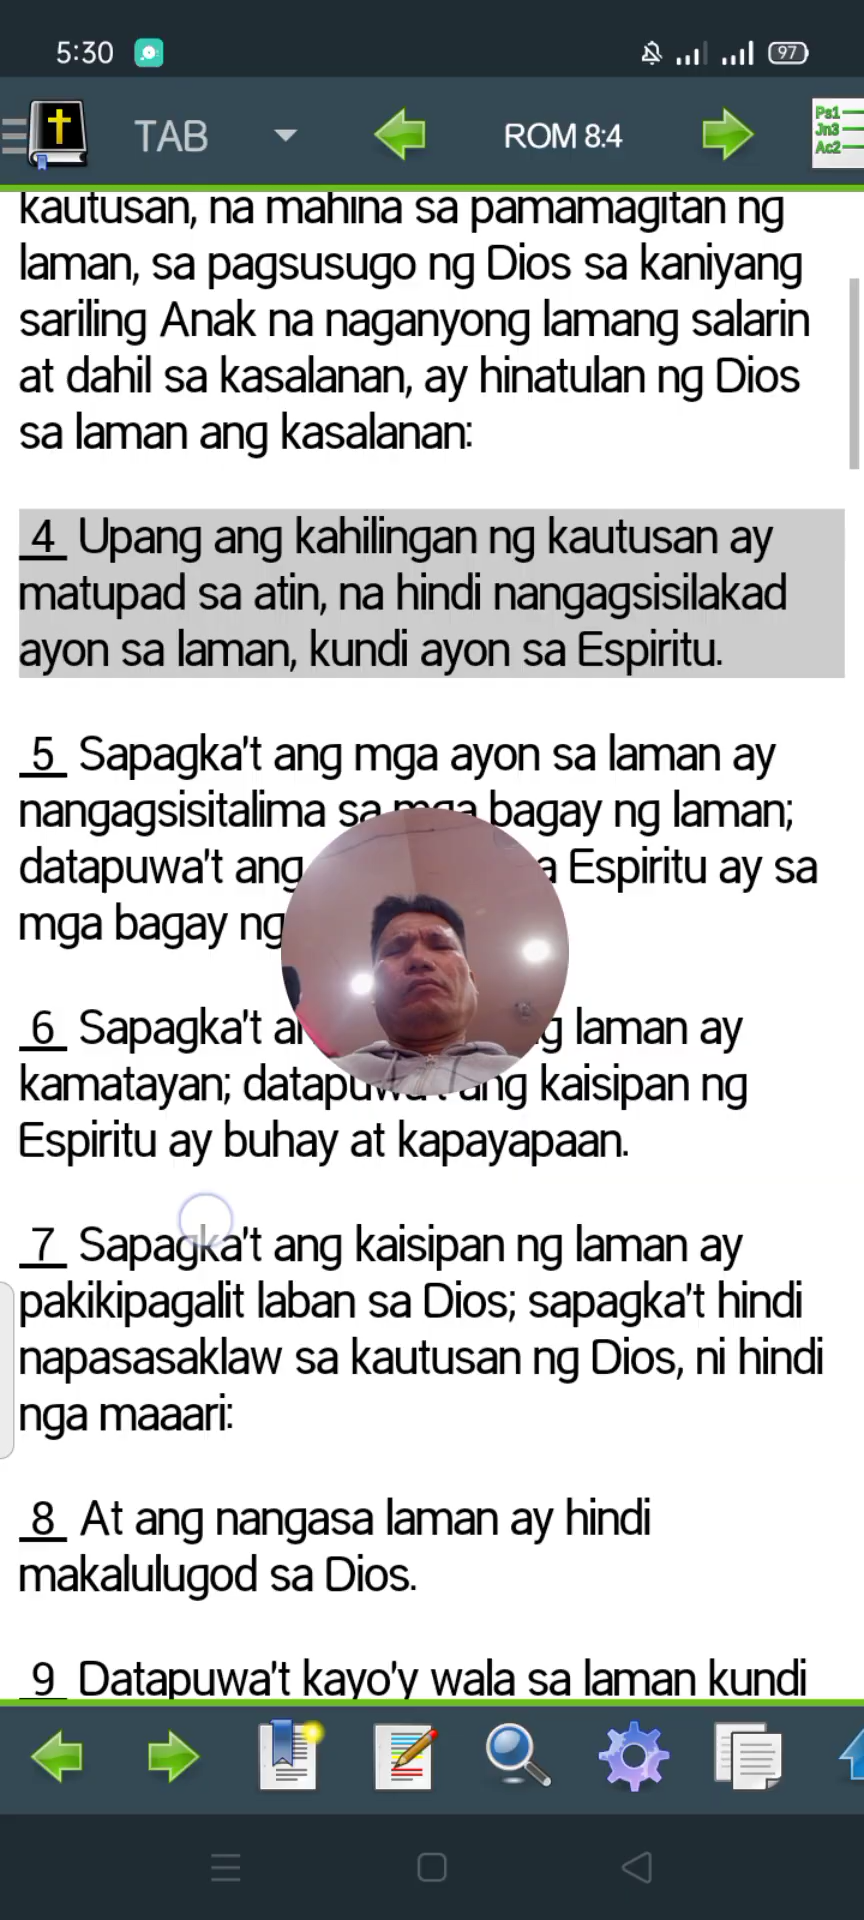 5:30
97
TAB
ROM 8:4
Ps1
Jn3
Ac2
kautusan, na mahina sa pamamagitan ng
laman, sa pagsusugo ng Dios sa kaniyang
sariling Anak na naganyong lamang salarin
at dahil sa kasalanan, ay hinatulan ng Dios
sa laman ang kasalanan:
4 Upang ang kahilingan ng kautusan ay
matupad sa atin, na hindi nangagsisilakad
ayon sa laman, kundi ayon sa Espiritu.
5 Sapagka't ang mga ayon sa laman ay
nangagsisitalima sa mga bagay ng laman;
datapuwa't ang Espiritu ay sa
mga bagay ng
6 Sapagka't laman ay
kamatayan; datapuwa't ang kaisipan ng
Espiritu ay buhay at kapayapaan.
7 Sapagka't ang kaisipan ng laman ay
pakikipagalit laban sa Dios; sapagka't hindi
napasasaklaw sa kautusan ng Dios, ni hindi
nga maaari:
8 At ang nangasa laman ay hindi
makalulugod sa Dios.
9 Datapuwa't kayo'y wala sa laman kundi